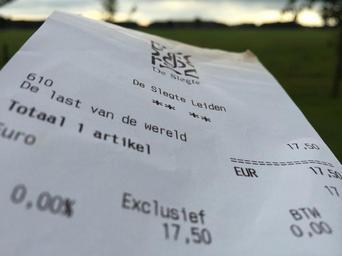 De Slegte
De Slegte Leiden
** **
610
De last van de wereld 17,50
Totaal 1 artikel
EUR 17,50
Euro 17
Exclusief BTW
0,00% 17,50 0,00